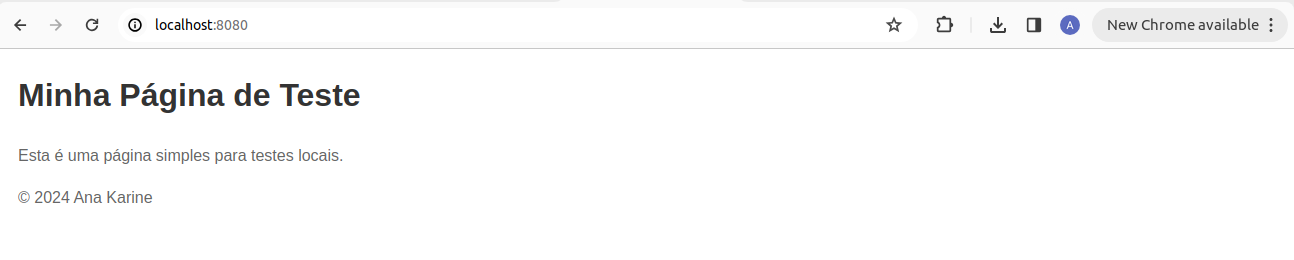 localhost:8080
A
New Chrome available
Minha Página de Teste
Esta é uma página simples para testes locais.
© 2024 Ana Karine